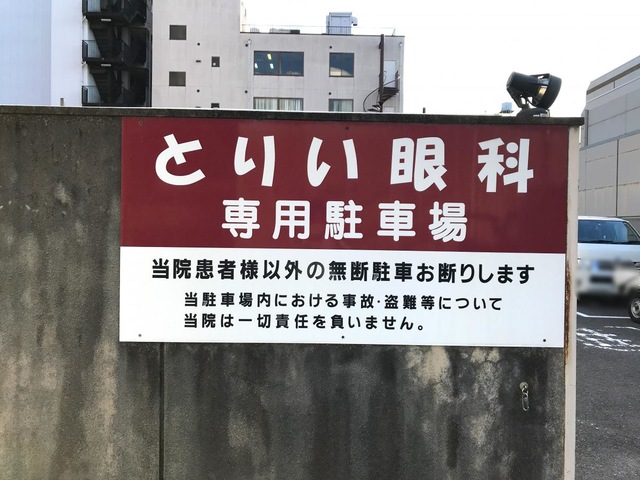 とりい眼科
専用駐車場
当院患者様以外の無断駐車お断りします
当駐車場内における事故・盗難等について
当院は一切責任を負いません。